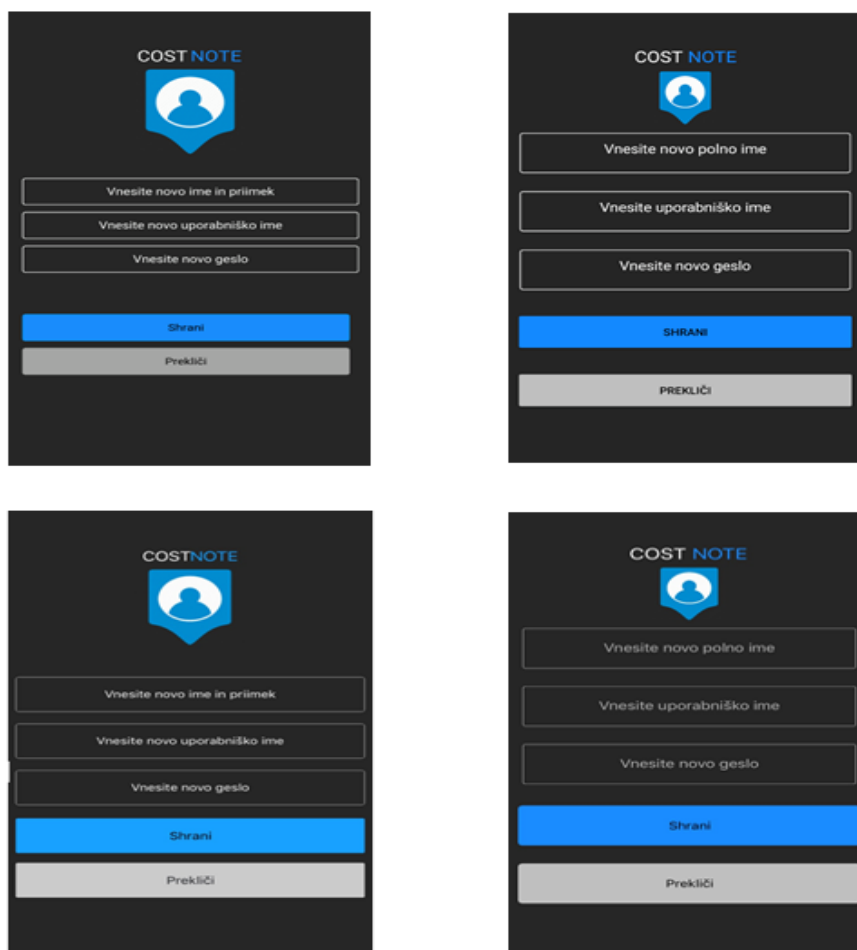 COST NOTE
Vnesite novo ime in priimek
Vnesite novo uporabniško ime
Vnesite novo geslo
Shrani
Prekliči
COST NOTE
Vnesite novo polno ime
Vnesite uporabniško ime
Vnesite novo geslo
SHRANI
PREKLIČI
COSTNOTE
Vnesite novo ime in priimek
Vnesite novo uporabniško ime
Vnesite novo geslo
Shrani
Prekliči
COST NOTE
Vnesite novo polno ime
Vnesite uporabniško ime
Vnesite novo geslo
Shrani
Prekliči